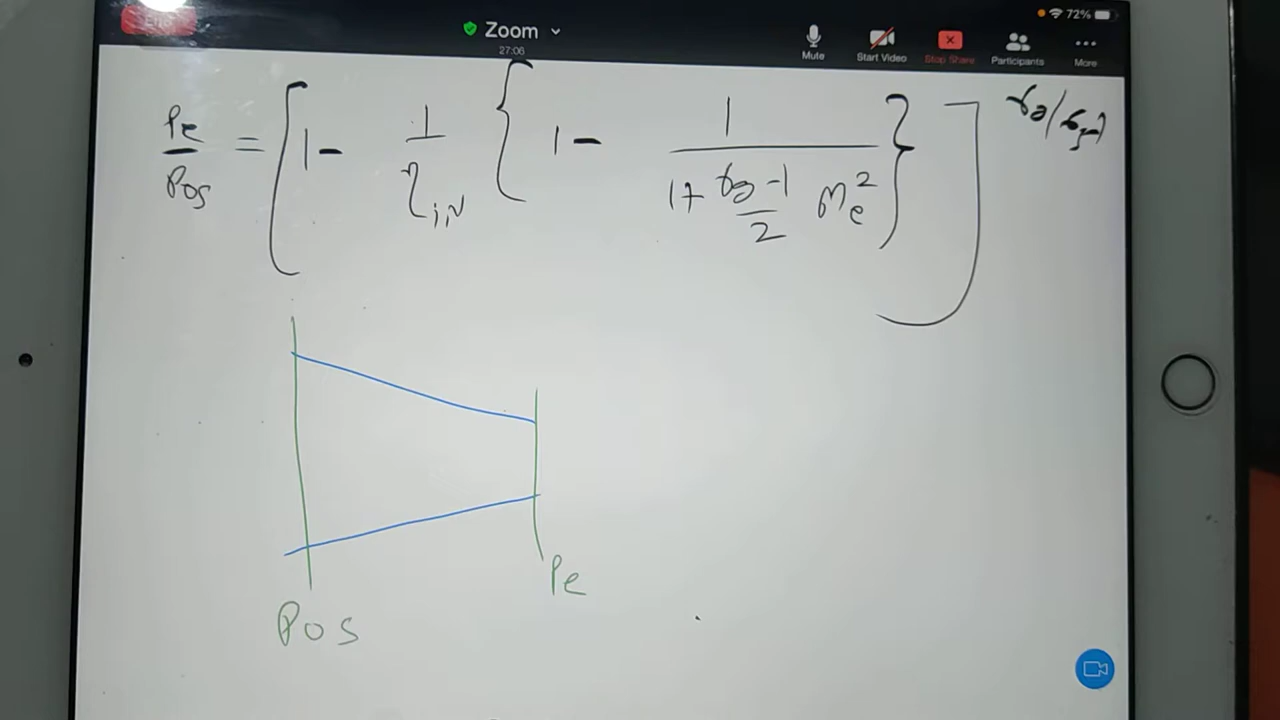 72%
Zoom
27:06
Mute
Start Video
Stop Share
Participants
More
Pe/Pos = [1 - 1/η_iN {1 - 1/(1 + (γg-1)/2 Me²)}]^γg/γg-1
Pos
Pe